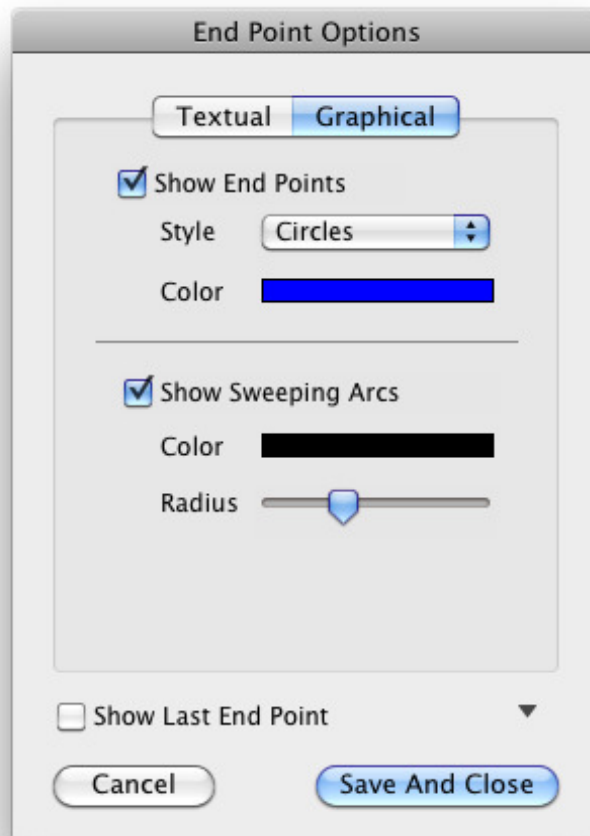 End Point Options
Textual Graphical
Show End Points
Style Circles
Color
Show Sweeping Arcs
Color
Radius
Show Last End Point
Cancel Save And Close